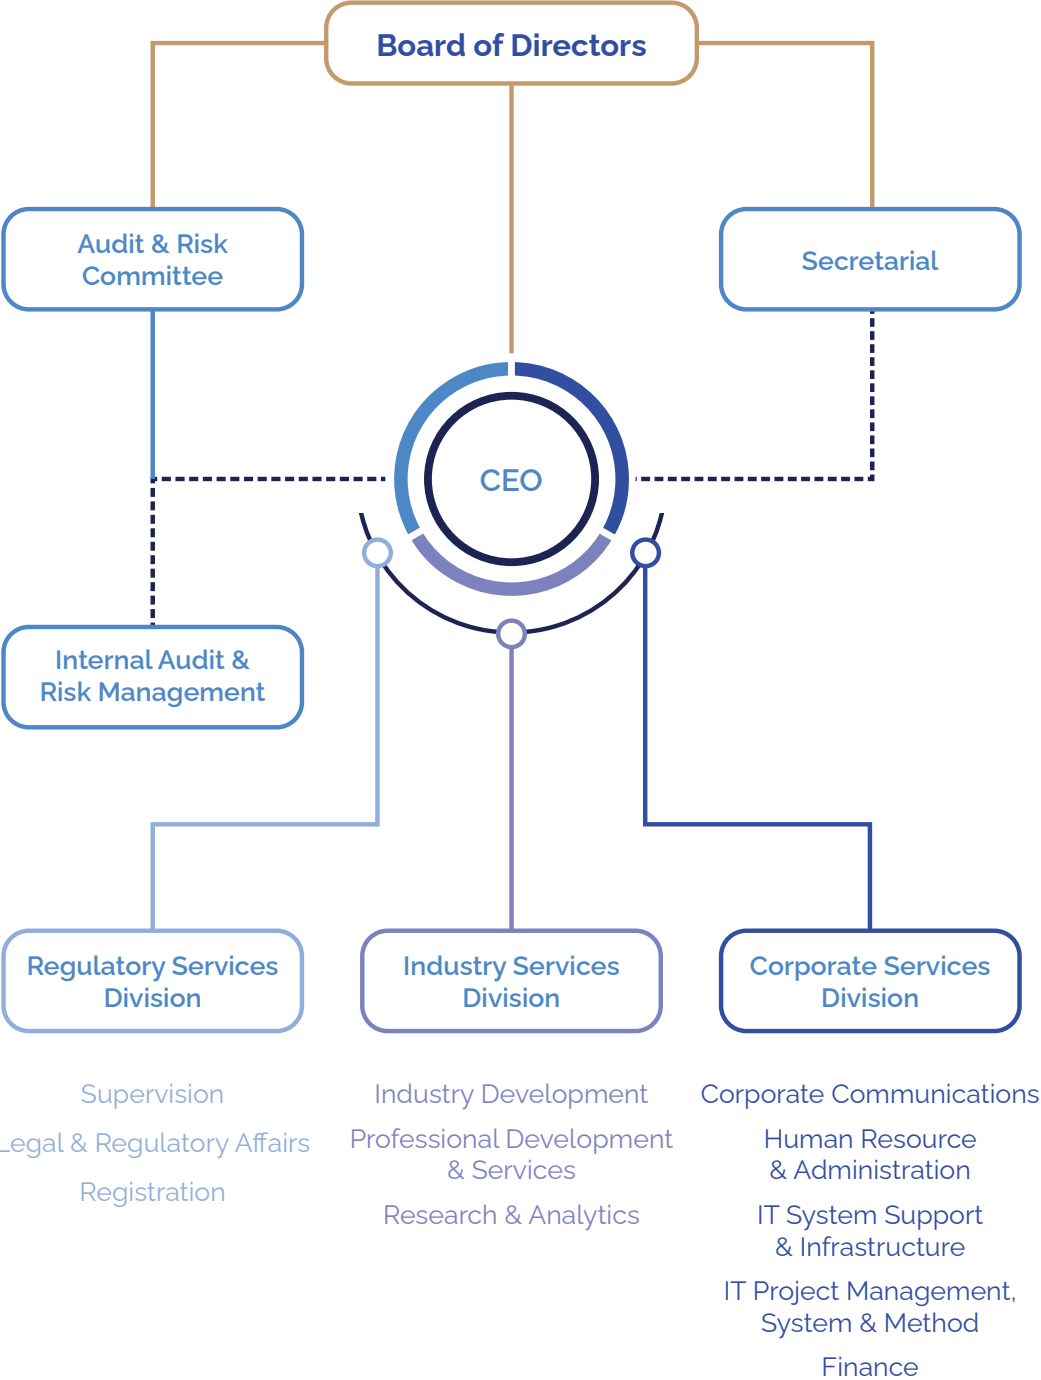 Board of Directors
Audit & Risk
Committee
Secretarial
CEO
Internal Audit &
Risk Management
Regulatory Services
Division
Industry Services
Division
Corporate Services
Division
Supervision
Legal & Regulatory Affairs
Registration
Industry Development
Professional Development
& Services
Research & Analytics
Corporate Communications
Human Resource
& Administration
IT System Support
& Infrastructure
IT Project Management,
System & Method
Finance